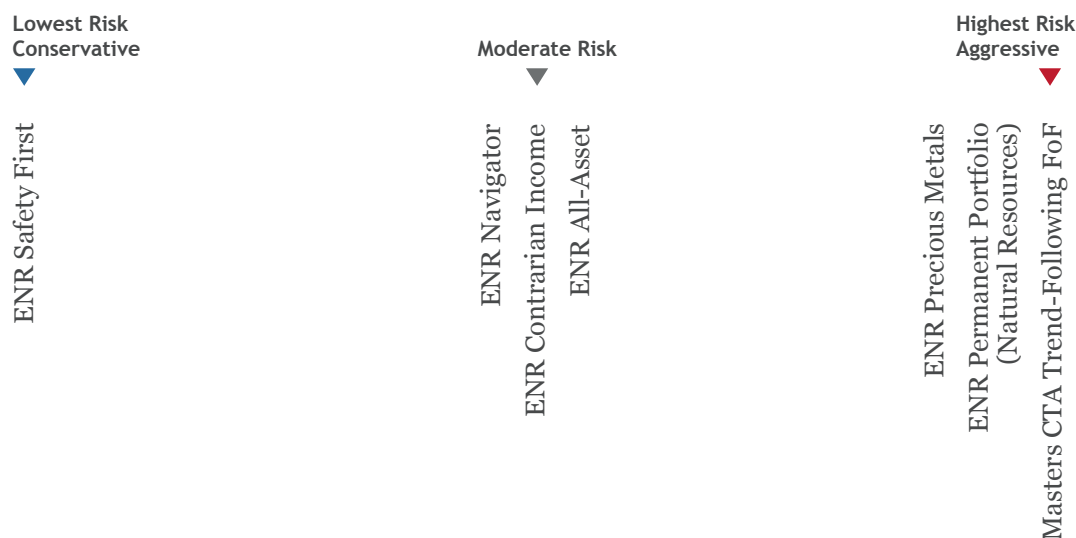 Lowest Risk
Conservative
Moderate Risk
Highest Risk
Aggressive
ENR Safety First
ENR Navigator
ENR Contrarian Income
ENR All-Asset
ENR Precious Metals
ENR Permanent Portfolio
(Natural Resources)
Masters CTA Trend-Following FoF